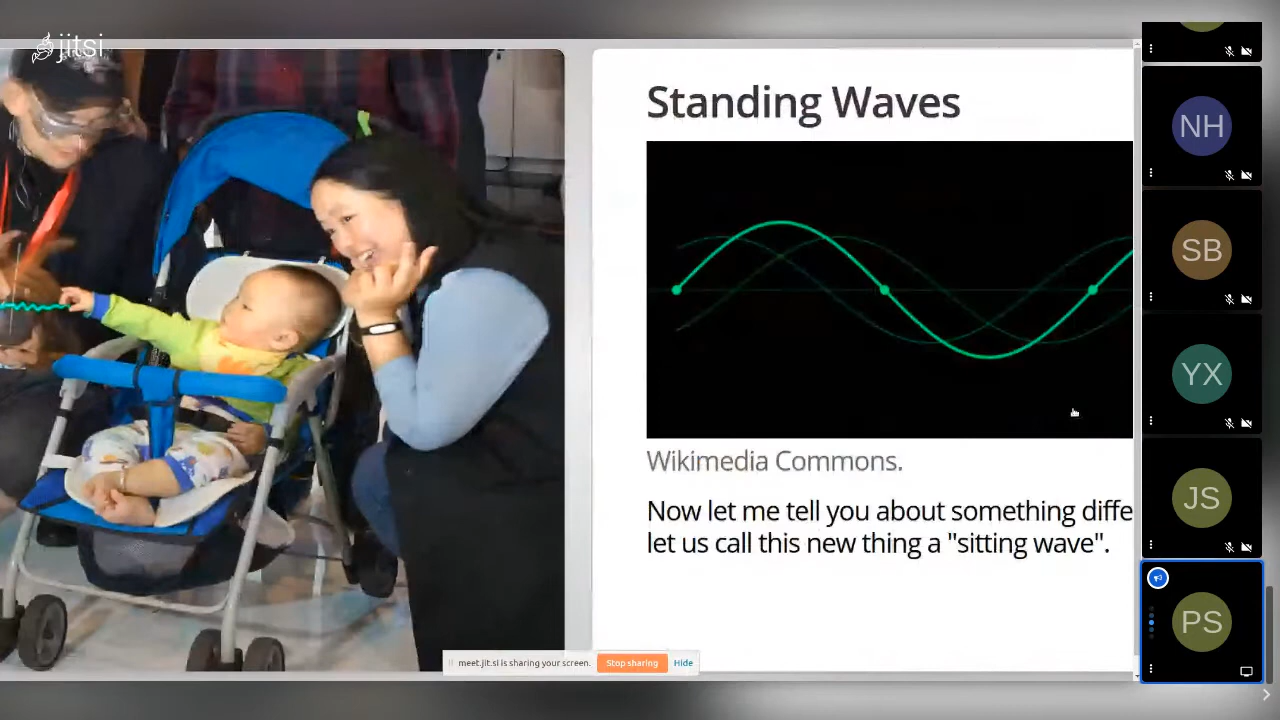 jitsi
Standing Waves
Wikimedia Commons.
Now let me tell you about something diffe
let us call this new thing a "sitting wave".
meet.jit.si is sharing your screen.
Stop sharing
Hide
NH
SB
YX
JS
PS